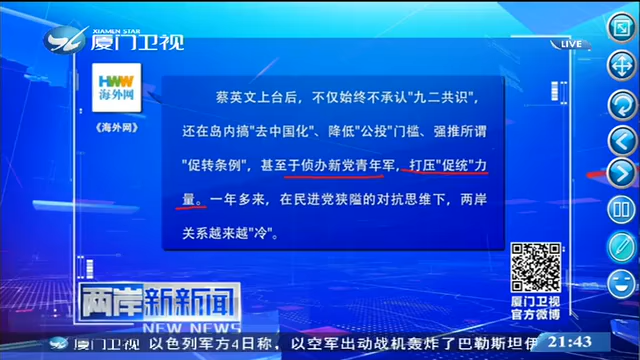 XIAMEN STAR
厦门卫视
LIVE
HWW
海外网
《海外网》
蔡英文上台后，不仅始终不承认"九二共识"，
还在岛内搞"去中国化"、降低"公投"门槛、强推所谓
"促转条例"，甚至于侦办新党青年军，打压"促统"力
量。一年多来，在民进党狭隘的对抗思维下，两岸
关系越来越"冷"。
两岸新新闻
NEW NEWS
厦门卫视
官方微博
厦门卫视
以色列军方4日称，以空军出动战机轰炸了巴勒斯坦伊
21:43